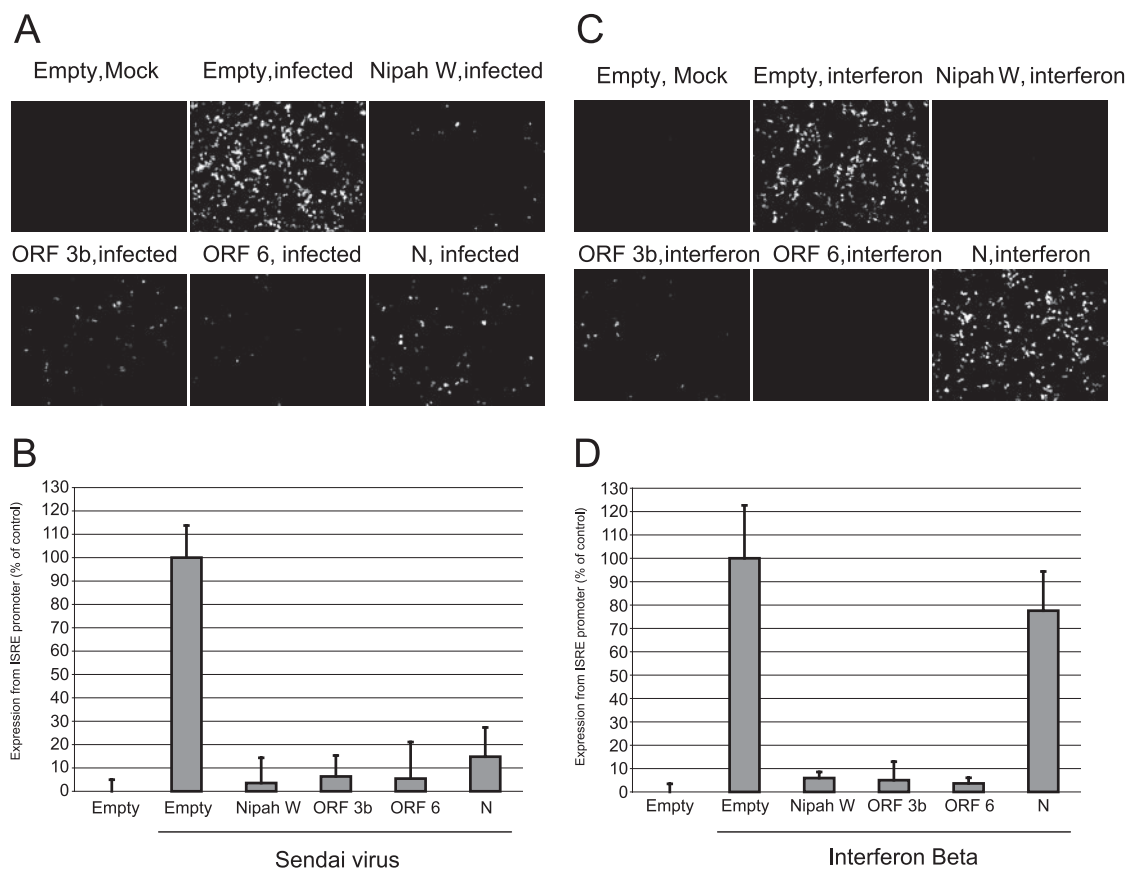 A
Empty,Mock
Empty,infected
Nipah W,infected
ORF 3b,infected
ORF 6, infected
N, infected
B
Expression from ISRE promoter (% of control)
130
120
110
100
90
80
70
60
50
40
30
20
10
0
Empty
Empty
Nipah W
ORF 3b
ORF 6
N
Sendai virus
C
Empty, Mock
Empty, interferon
Nipah W, interferon
ORF 3b,interferon
ORF 6,interferon
N,interferon
D
Expression from ISRE promoter (% of control)
130
120
110
100
90
80
70
60
50
40
30
20
10
0
Empty
Empty
Nipah W
ORF 3b
ORF 6
N
Interferon Beta